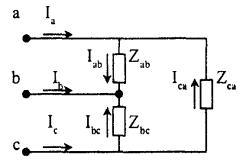 a
I_a
I_ab Z_ab
b
I_b
I_ca Z_ca
I_bc Z_bc
c
I_c